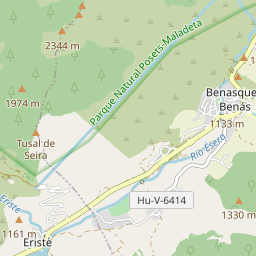 2344 m
Parque Natural Posets-Maladeta
1974 m
Benasque /
Benás
1133 m
Tusal de
Seira
Río Ésera
Hu-V-6414
Eriste
1161 m
Eriste
1330 m